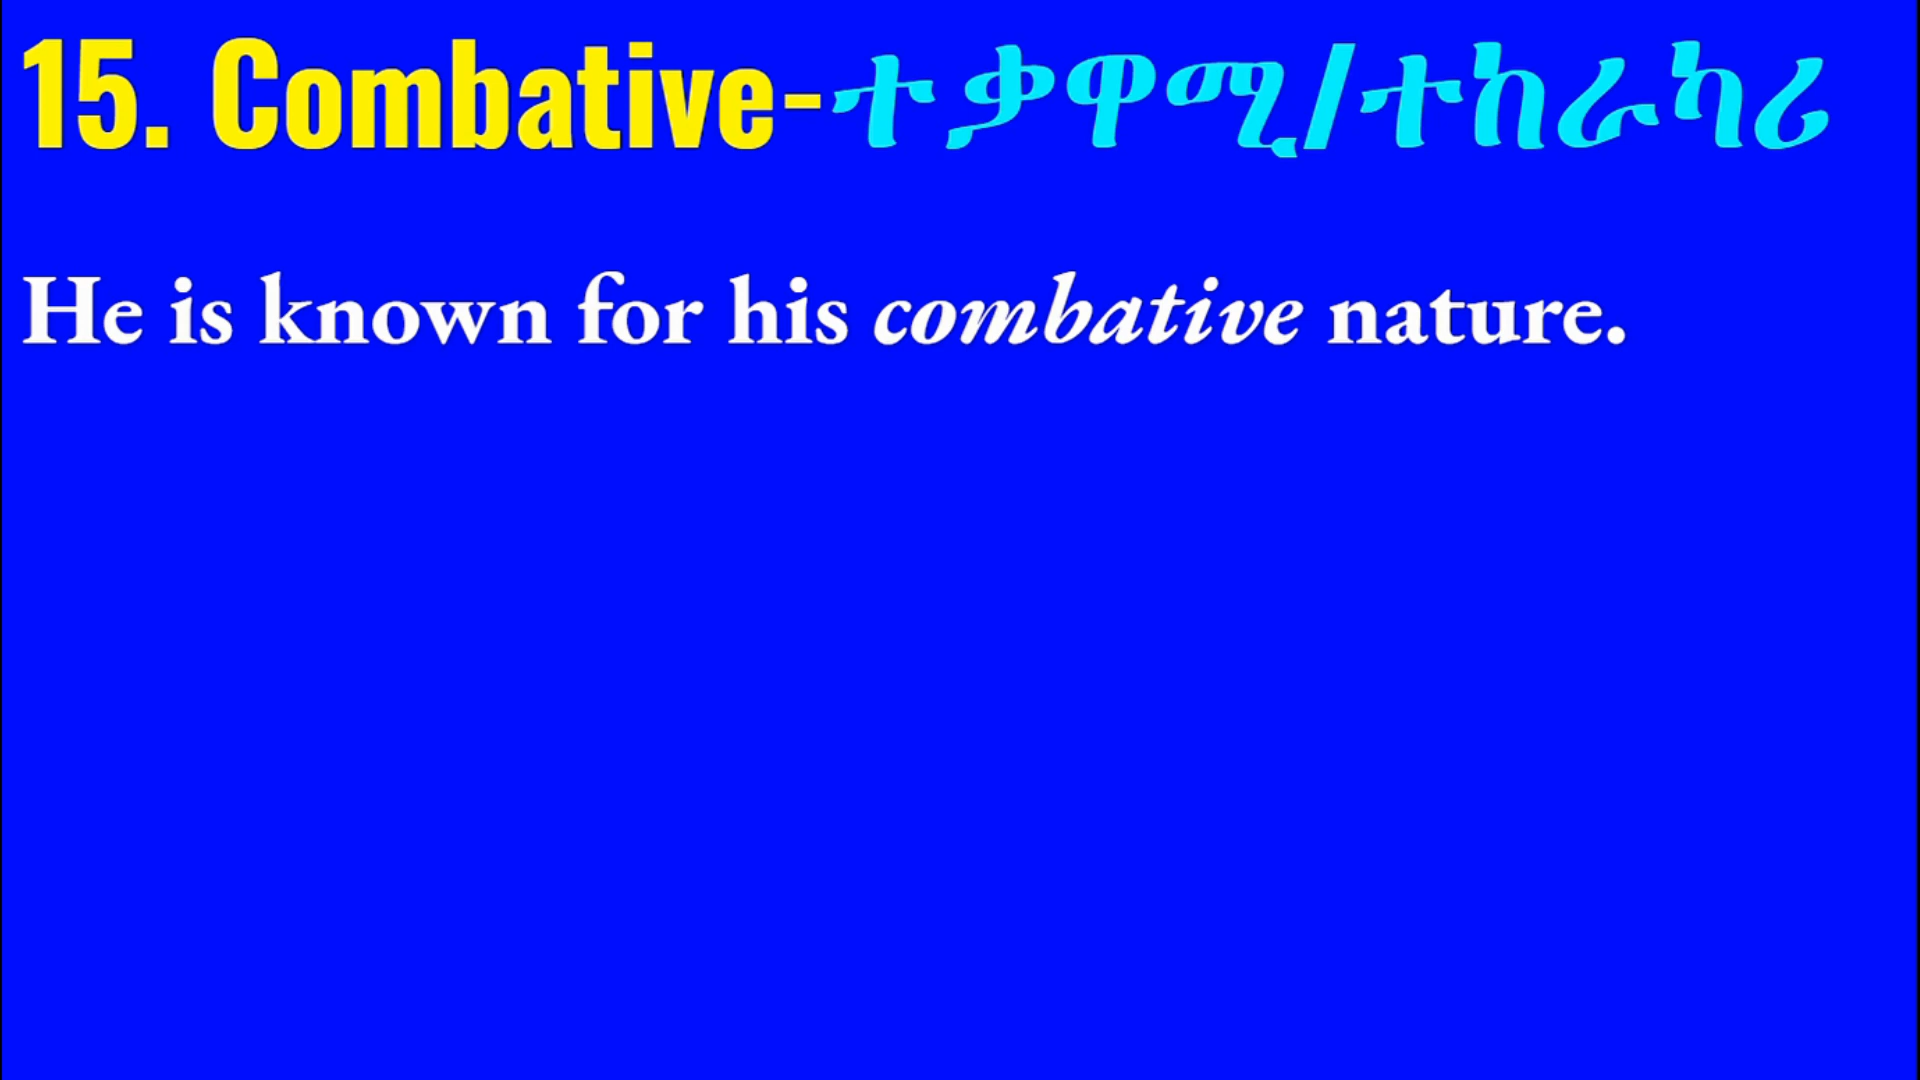 15. Combative-ተቃዋሚ/ተከራካሪ
He is known for his combative nature.